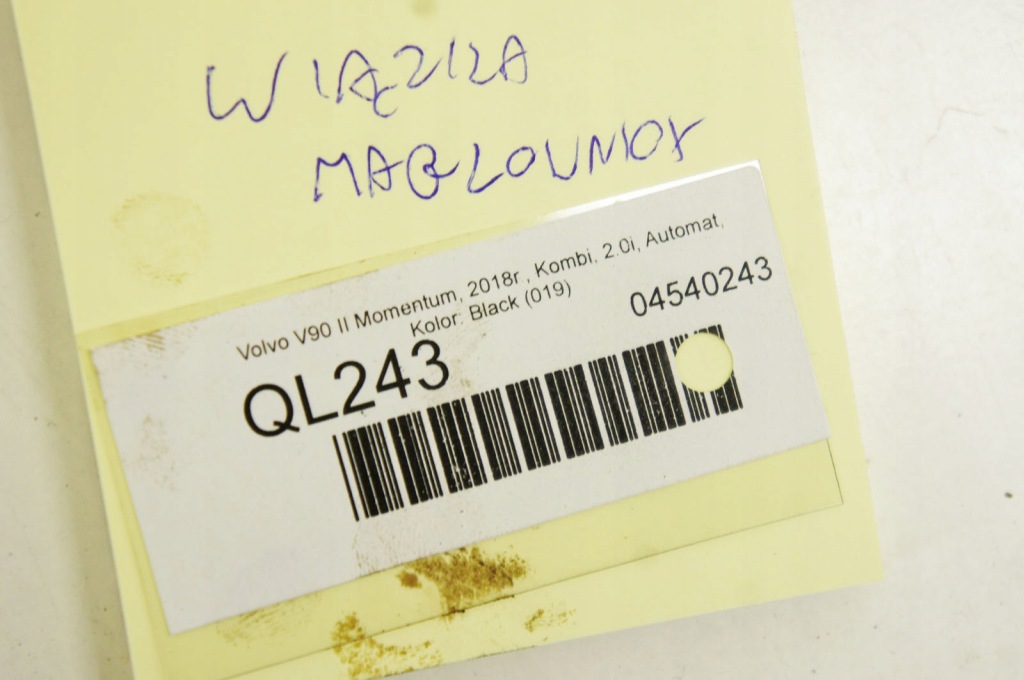 WIĄZKA
MAGLOWNICY
Volvo V90 II Momentum, 2018r , Kombi, 2.0i, Automat,
Kolor: Black (019)
04540243
QL243